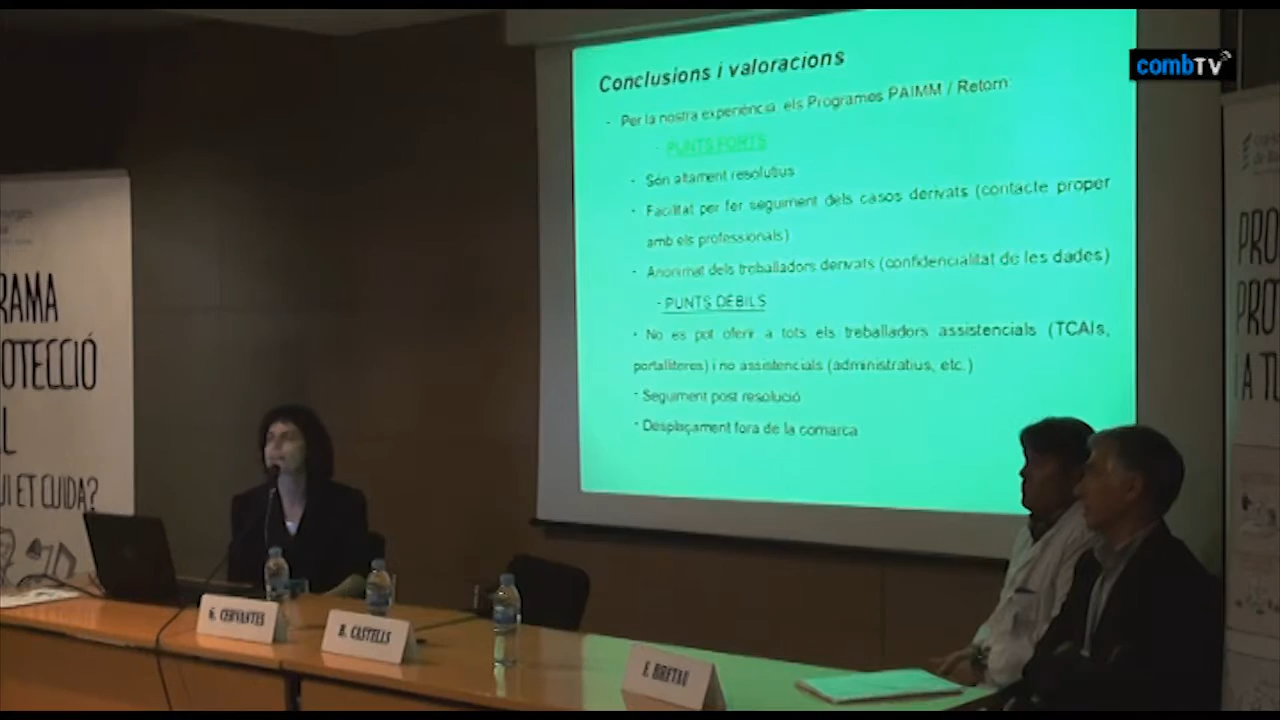 combTV
Conclusions i valoracions
- Per la nostra experiència, els Programes PAIMM / Retorn:
- PUNTS FORTS
- Són altament resolutius
- Facilitat per fer seguiment dels casos derivats (contacte proper
amb els professionals)
- Anonimat dels treballadors derivats (confidencialitat de les dades)
- PUNTS DÈBILS
- No es pot oferir a tots els treballadors assistencials (TCAIs,
portalliteres) i no assistencials (administratius, etc.)
- Seguiment post resolució
- Desplaçament fora de la comarca
RAMA
OTECCIÓ
L
UI ET CUIDA?
PRO
PROT
I A TU
G. CERVANTES
B. CASTELLS
F. BRETAU